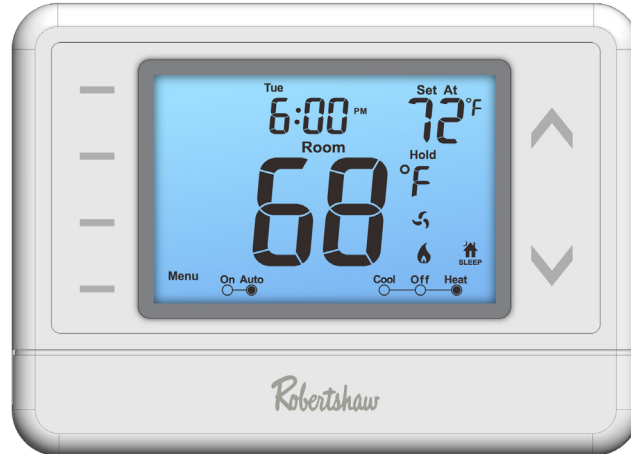 Tue
6:00 PM
Set At
72°F
Room
Hold
68 °F
SLEEP
Menu
On Auto
Cool Off Heat
Robertshaw